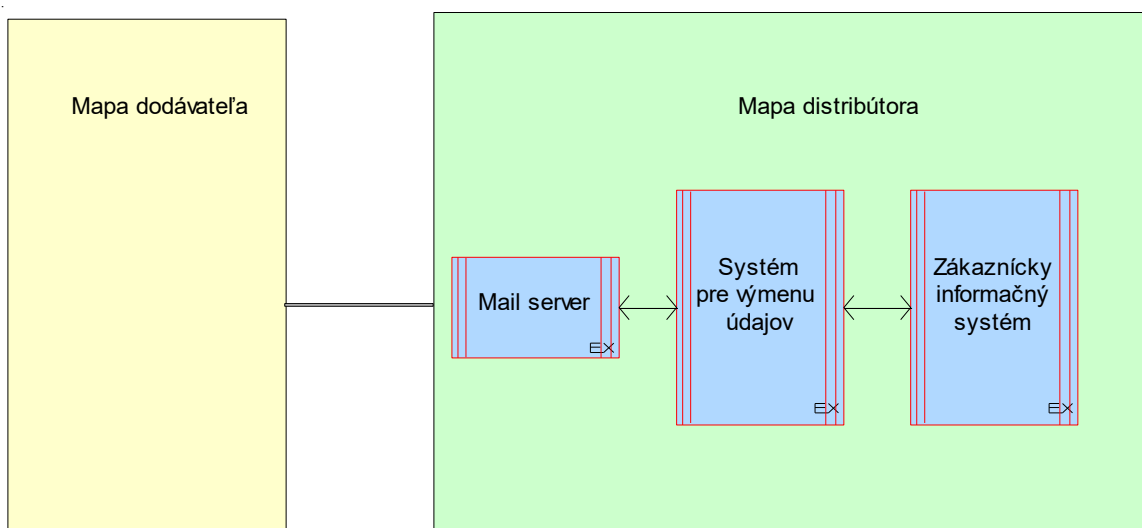 Mapa dodávateľa
Mapa distribútora
Mail server
EX
Systém
pre výmenu
údajov
EX
Zákaznícky
informačný
systém
EX